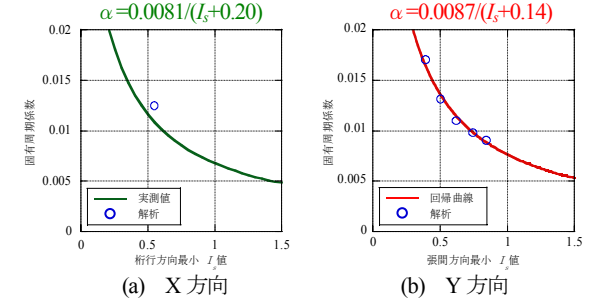 α=0.0081/(Is+0.20)
0.02
0.015
0.01
0.005
0
固有周期係数
実測値
解析
0 0.5 1 1.5
桁行方向最小 Is値
(a) X 方向
α=0.0087/(Is+0.14)
0.02
0.015
0.01
0.005
0
固有周期係数
回帰曲線
解析
0 0.5 1 1.5
張間方向最小 Is値
(b) Y 方向